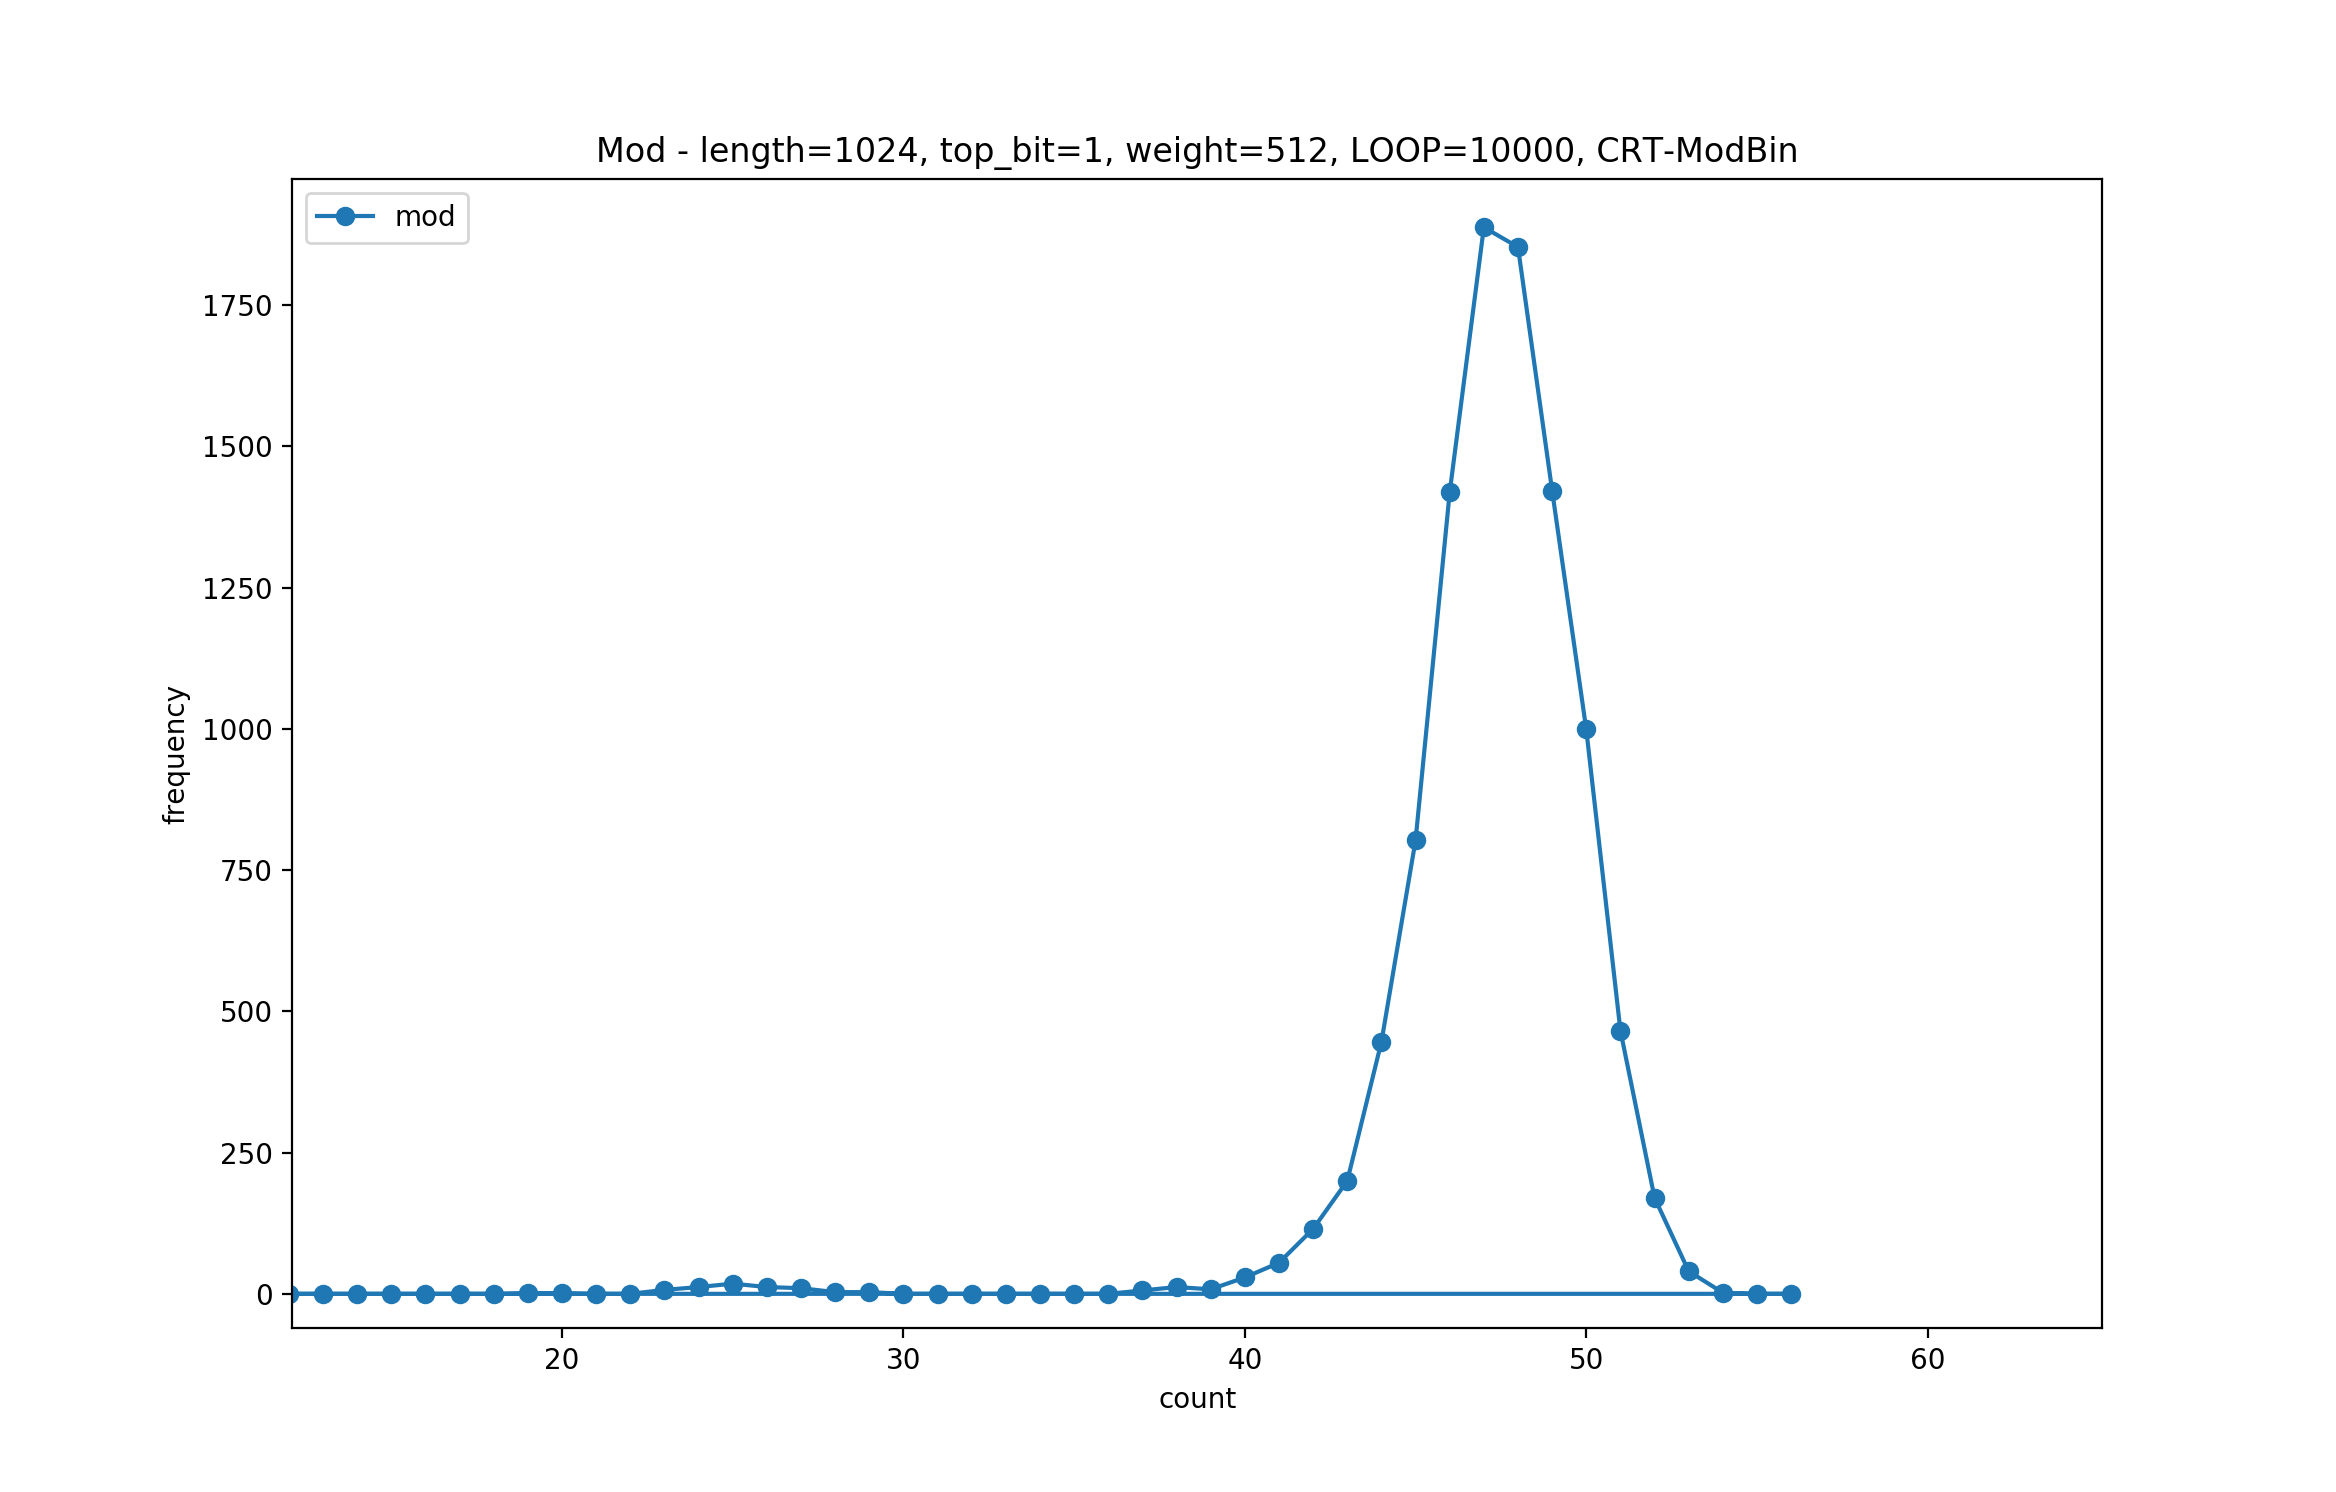 Mod - length=1024, top_bit=1, weight=512, LOOP=10000, CRT-ModBin
mod
1750
1500
1250
1000
750
500
250
0
frequency
20 30 40 50 60
count